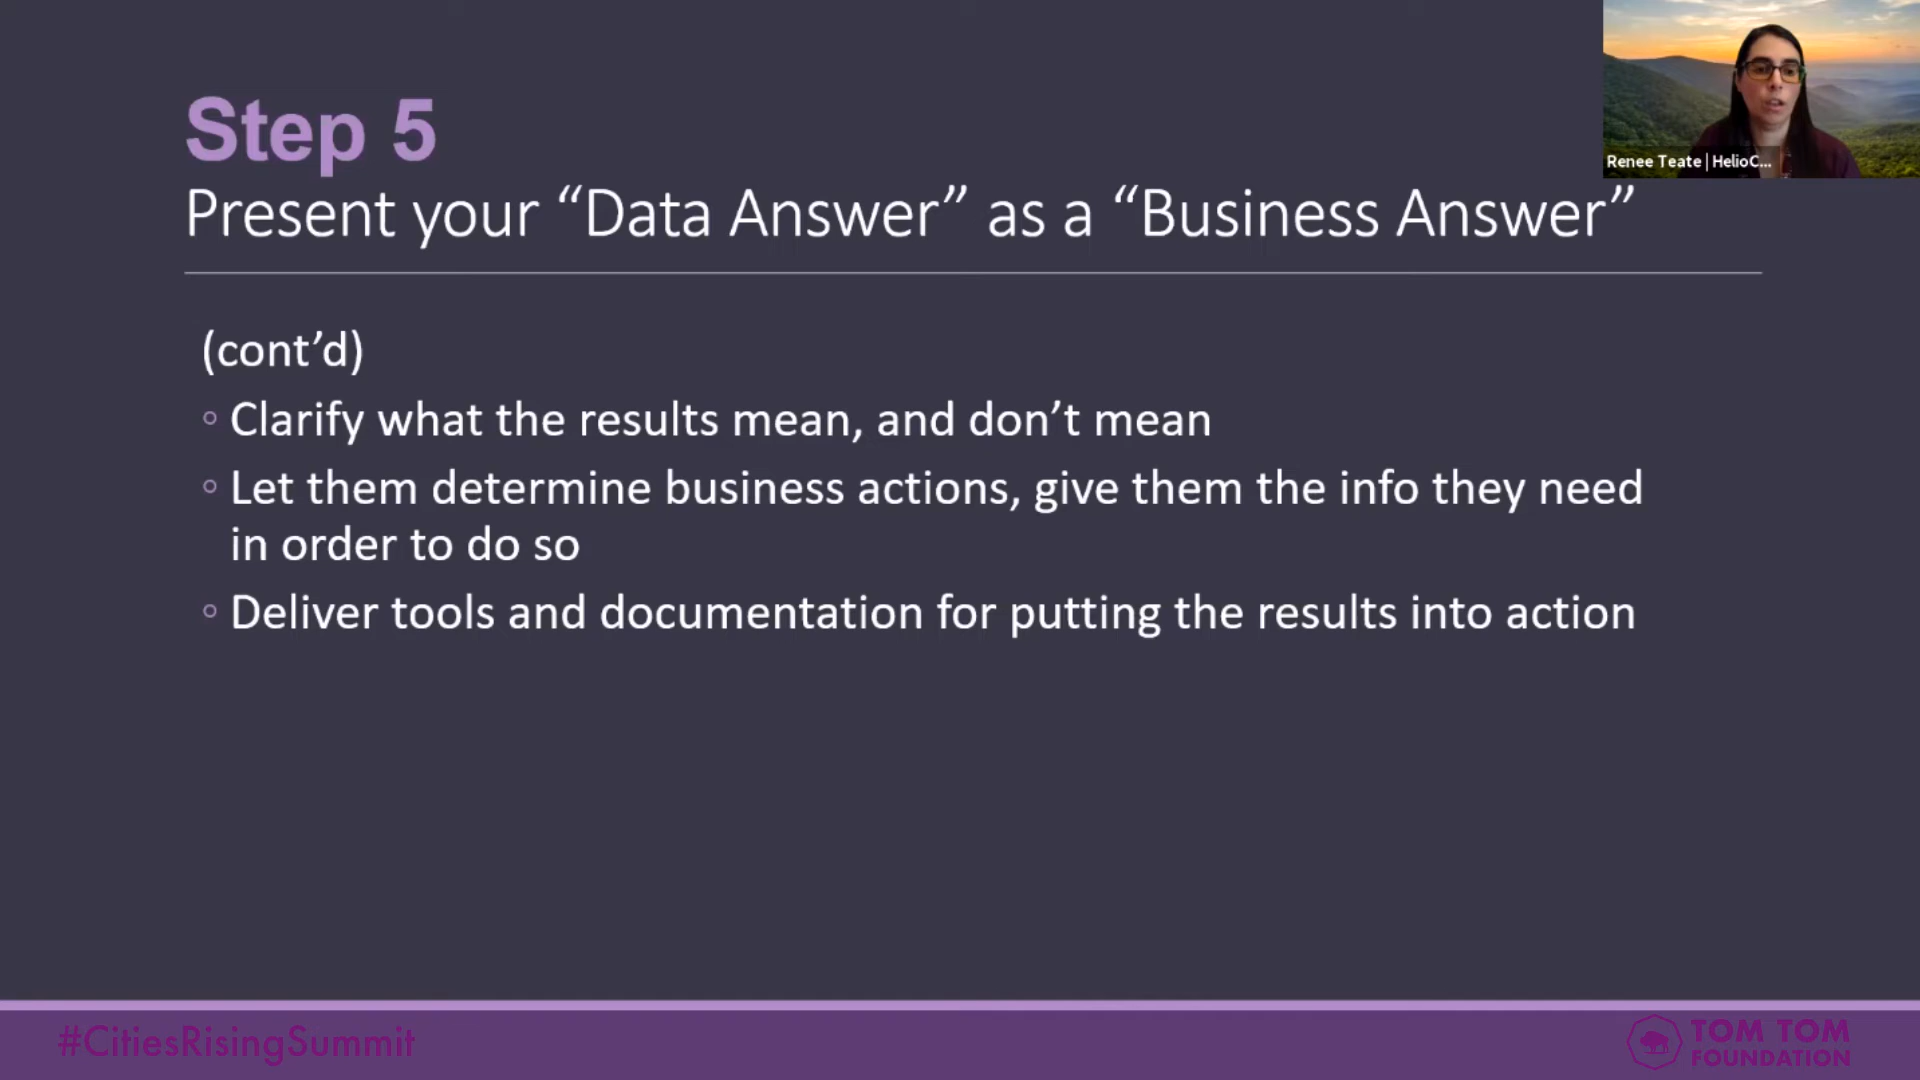 Step 5
Present your “Data Answer” as a “Business Answer”
Renee Teate | HelioC...
(cont’d)
◦ Clarify what the results mean, and don’t mean
◦ Let them determine business actions, give them the info they need
in order to do so
◦ Deliver tools and documentation for putting the results into action
#CitiesRisingSummit
TOM TOM
FOUNDATION